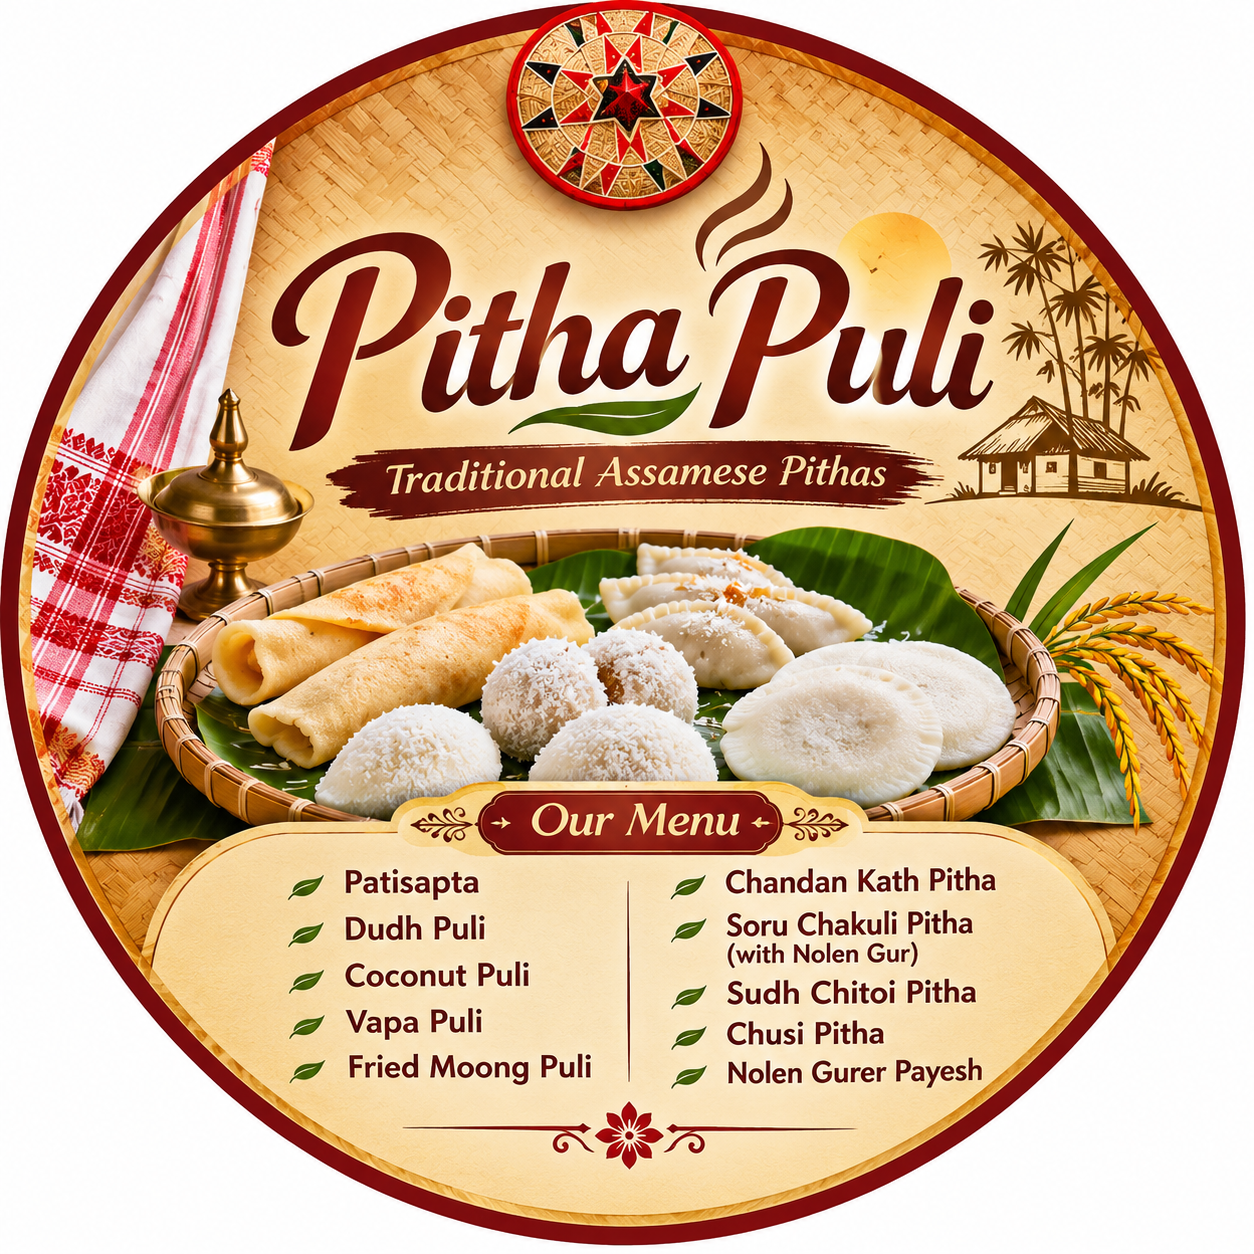 Pitha Puli
Traditional Assamese Pithas
Our Menu
Patisapta
Dudh Puli
Coconut Puli
Vapa Puli
Fried Moong Puli
Chandan Kath Pitha
Soru Chakuli Pitha
(with Nolen Gur)
Sudh Chitoi Pitha
Chusi Pitha
Nolen Gurer Payesh